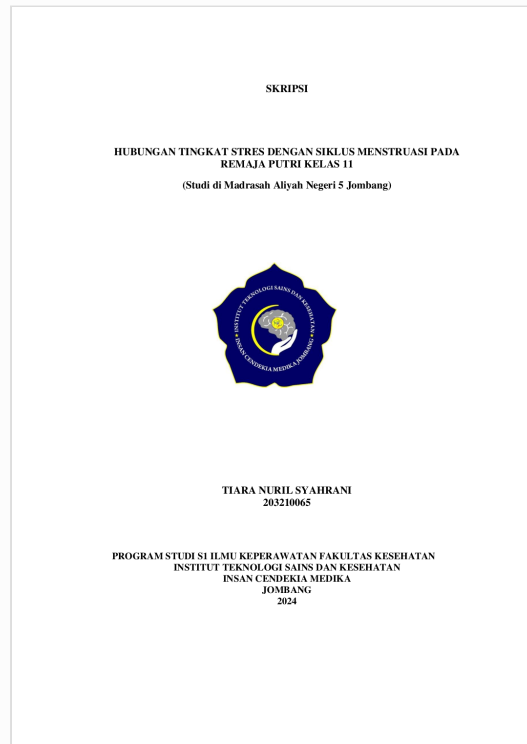 SKRIPSI
HUBUNGAN TINGKAT STRES DENGAN SIKLUS MENSTRUASI PADA
REMAJA PUTRI KELAS 11
(Studi di Madrasah Aliyah Negeri 5 Jombang)
INSTITUT TEKNOLOGI SAINS DAN KESEHATAN
INSAN CENDEKIA MEDIKA JOMBANG
TIARA NURIL SYAHRANI
203210065
PROGRAM STUDI S1 ILMU KEPERAWATAN FAKULTAS KESEHATAN
INSTITUT TEKNOLOGI SAINS DAN KESEHATAN
INSAN CENDEKIA MEDIKA
JOMBANG
2024